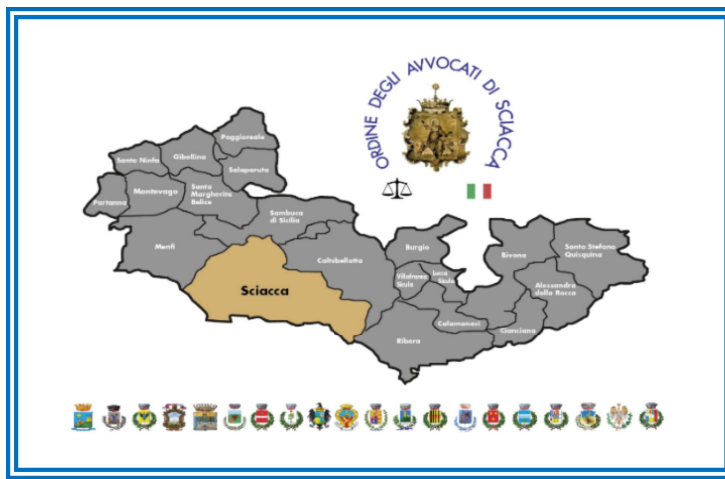 ORDINE DEGLI AVVOCATI DI SCIACCA
Poggioreale
Santa Ninfa
Gibellina
Salaparuta
Partanna
Montevago
Santa
Margherita
Belice
Sambuca
di Sicilia
Menfi
Caltabellotta
Sciacca
Burgio
Villafranca
Sicula
Lucca
Sicula
Bivona
Santo Stefano
Quisquina
Alessandria
della Rocca
Calamonaci
Cianciana
Ribera